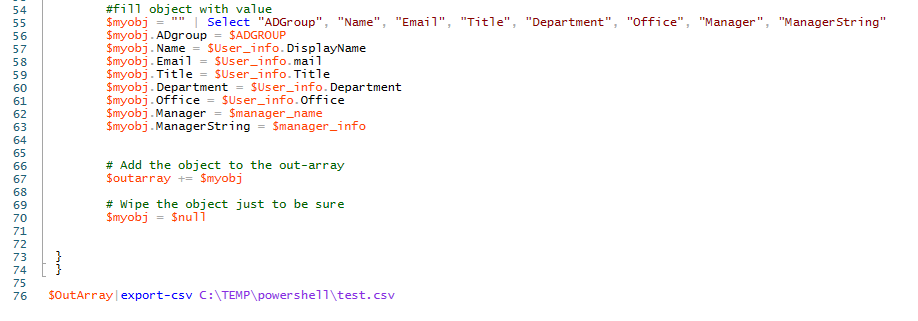 54 #fill object with value
55 $myobj = "" | Select "ADGroup", "Name", "Email", "Title", "Department", "Office", "Manager", "ManagerString"
56 $myobj.ADgroup = $ADGROUP
57 $myobj.Name = $User_info.DisplayName
58 $myobj.Email = $User_info.mail
59 $myobj.Title = $User_info.Title
60 $myobj.Department = $User_info.Department
61 $myobj.Office = $User_info.Office
62 $myobj.Manager = $manager_name
63 $myobj.ManagerString = $manager_info
64
65
66 # Add the object to the out-array
67 $outarray += $myobj
68
69 # Wipe the object just to be sure
70 $myobj = $null
71
72
73 }
74 }
75
76 $OutArray|export-csv C:\TEMP\powershell\test.csv